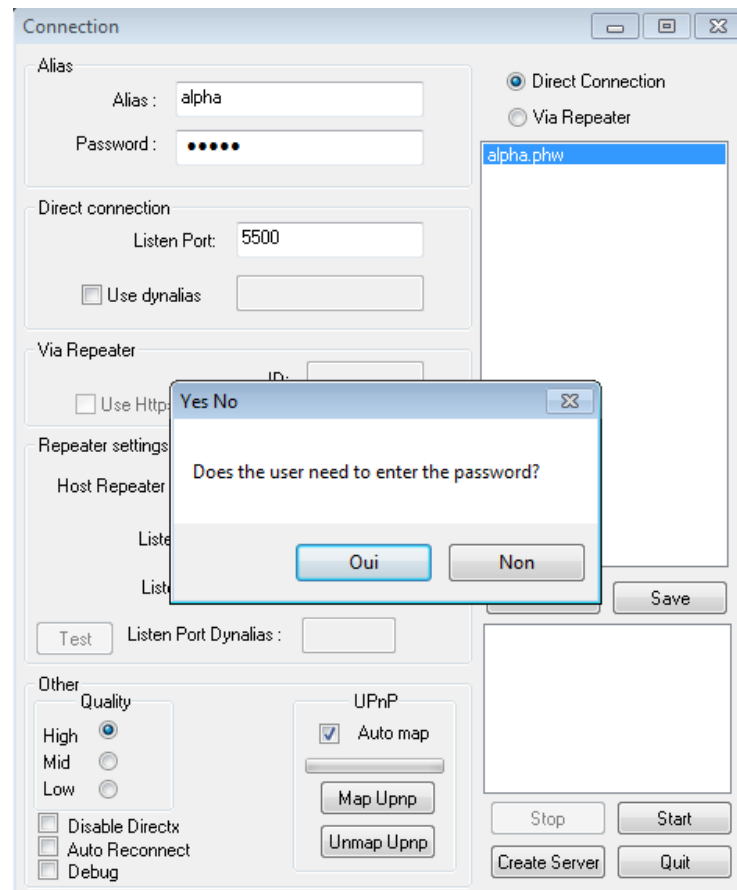 Connection
Alias
Alias :
alpha
Password :
Direct connection
Listen Port:
5500
Use dynalias
Via Repeater
ID:
Use Http
Repeater settings
Host Repeater
Test
Listen Port Dynalias :
Other
Quality
High
Mid
Low
Disable Directx
Auto Reconnect
Debug
UPnP
Auto map
Map Upnp
Unmap Upnp
Direct Connection
Via Repeater
alpha.phw
Save
Stop
Start
Create Server
Quit
Yes No
Does the user need to enter the password?
Oui
Non